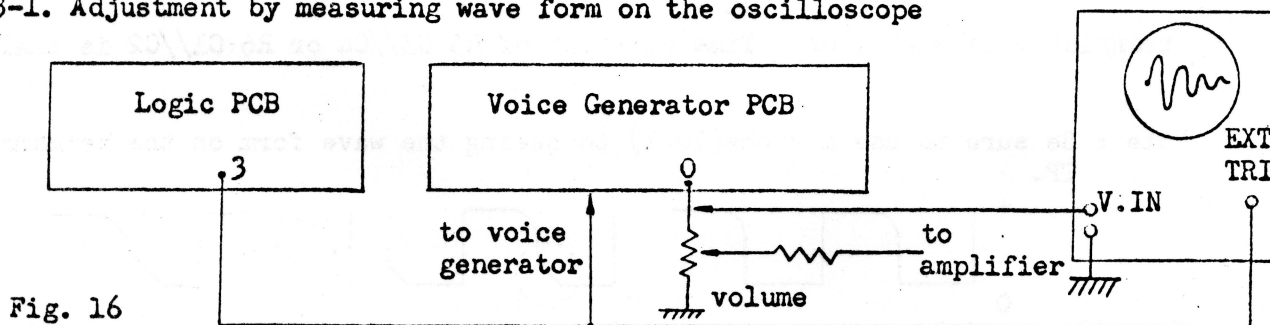 3-1. Adjustment by measuring wave form on the oscilloscope
Logic PCB
Voice Generator PCB
3
O
EXT
TRI
V.IN
to voice
generator
to
amplifier
volume
Fig. 16